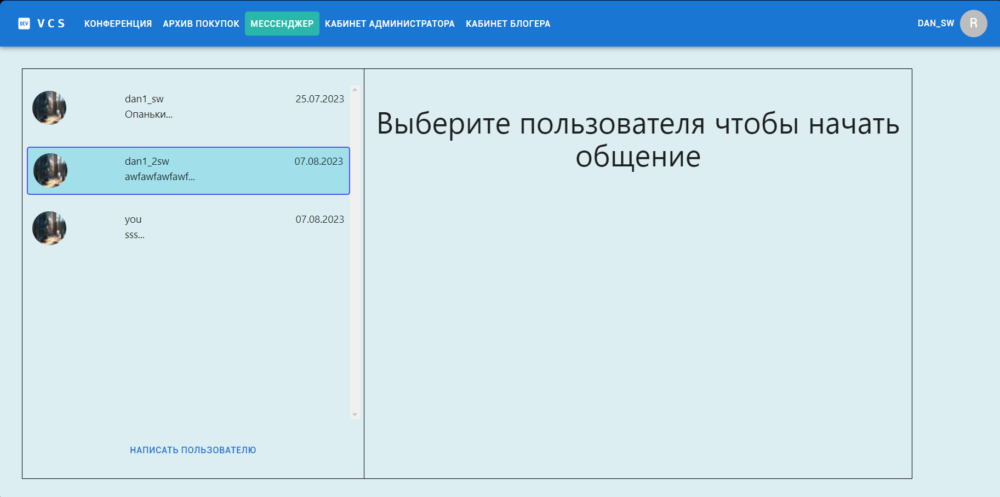 DEV VCS КОНФЕРЕНЦИЯ АРХИВ ПОКУПОК МЕССЕНДЖЕР КАБИНЕТ АДМИНИСТРАТОРА КАБИНЕТ БЛОГЕРА DAN_SW R
dan1_sw 25.07.2023
Опаньки...
dan1_2sw 07.08.2023
awfawfawfawf...
you 07.08.2023
sss...
НАПИСАТЬ ПОЛЬЗОВАТЕЛЮ
Выберите пользователя чтобы начать
общение